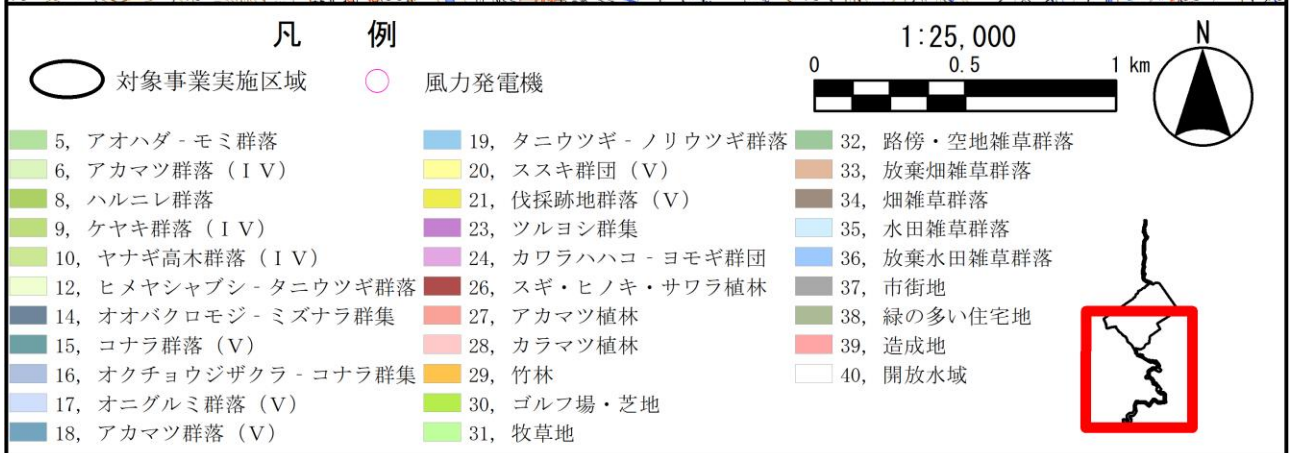 凡 例
1:25,000
N
0 0.5 1 km
対象事業実施区域
風力発電機
5, アオハダ‐モミ群落
6, アカマツ群落（ＩＶ）
8, ハルニレ群落
9, ケヤキ群落（ＩＶ）
10, ヤナギ高木群落（ＩＶ）
12, ヒメヤシャブシ‐タニウツギ群落
14, オオバクロモジ‐ミズナラ群集
15, コナラ群落（Ｖ）
16, オクチョウジザクラ‐コナラ群集
17, オニグルミ群落（Ｖ）
18, アカマツ群落（Ｖ）
19, タニウツギ‐ノリウツギ群落
20, ススキ群団（Ｖ）
21, 伐採跡地群落（Ｖ）
23, ツルヨシ群集
24, カワラハハコ‐ヨモギ群団
26, スギ・ヒノキ・サワラ植林
27, アカマツ植林
28, カラマツ植林
29, 竹林
30, ゴルフ場・芝地
31, 牧草地
32, 路傍・空地雑草群落
33, 放棄畑雑草群落
34, 畑雑草群落
35, 水田雑草群落
36, 放棄水田雑草群落
37, 市街地
38, 緑の多い住宅地
39, 造成地
40, 開放水域